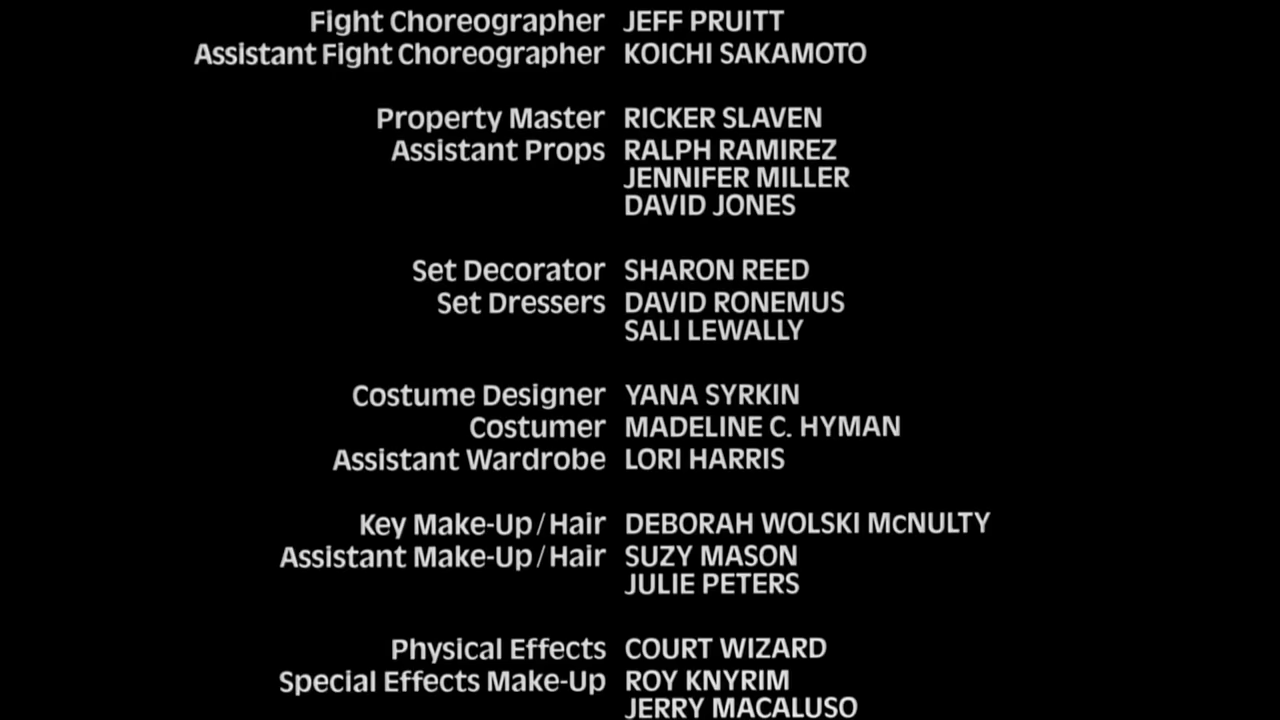 Fight Choreographer JEFF PRUITT
Assistant Fight Choreographer KOICHI SAKAMOTO
Property Master RICKER SLAVEN
Assistant Props RALPH RAMIREZ
JENNIFER MILLER
DAVID JONES
Set Decorator SHARON REED
Set Dressers DAVID RONEMUS
SALI LEWALLY
Costume Designer YANA SYRKIN
Costumer MADELINE C. HYMAN
Assistant Wardrobe LORI HARRIS
Key Make-Up/Hair DEBORAH WOLSKI McNULTY
Assistant Make-Up/Hair SUZY MASON
JULIE PETERS
Physical Effects COURT WIZARD
Special Effects Make-Up ROY KNYRIM
JERRY MACALUSO